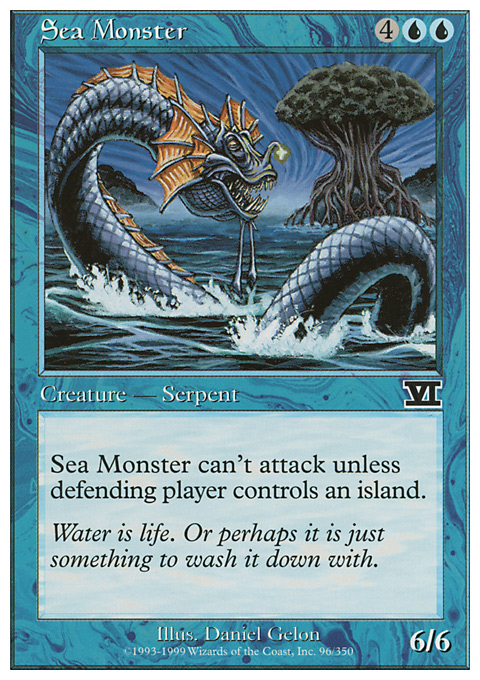 Sea Monster
4
VI
Creature — Serpent
Sea Monster can't attack unless
defending player controls an island.
Water is life. Or perhaps it is just
something to wash it down with.
Illus. Daniel Gelon
©1993-1999 Wizards of the Coast, Inc. 96/350
6/6